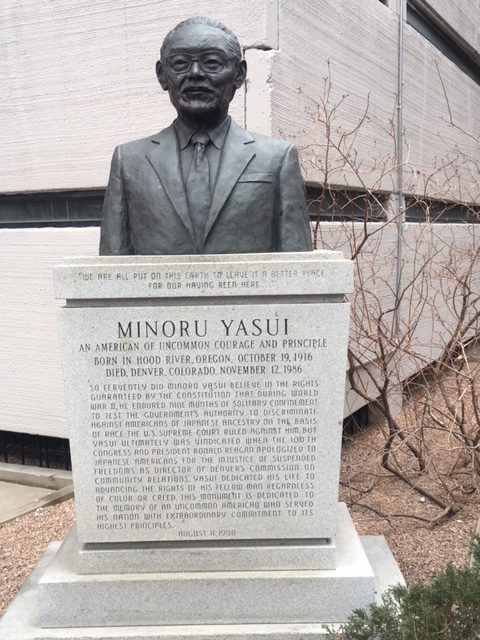 "WE ARE ALL PUT ON THIS EARTH TO LEAVE IT A BETTER PLACE
FOR OUR HAVING BEEN HERE
MINORU YASUI
AN AMERICAN OF UNCOMMON COURAGE AND PRINCIPLE
BORN IN HOOD RIVER, OREGON, OCTOBER 19, 1916
DIED, DENVER, COLORADO, NOVEMBER 12, 1986
SO FERVENTLY DID MINORU YASUI BELIEVE IN THE RIGHTS
GUARANTEED BY THE CONSTITUTION THAT, DURING WORLD
WAR II, HE ENDURED NINE MONTHS OF SOLITARY CONFINEMENT
TO TEST THE GOVERNMENT'S AUTHORITY TO DISCRIMINATE
AGAINST AMERICANS OF JAPANESE ANCESTRY ON THE BASIS
OF RACE. THE U.S. SUPREME COURT RULED AGAINST HIM, BUT
YASUI ULTIMATELY WAS VINDICATED WHEN THE 100TH
CONGRESS AND PRESIDENT RONALD REAGAN APOLOGIZED TO
JAPANESE AMERICANS FOR THE INJUSTICE OF SUSPENDED
FREEDOMS. AS DIRECTOR OF DENVER'S COMMISSION ON
COMMUNITY RELATIONS, YASUI DEDICATED HIS LIFE TO
ADVANCING THE RIGHTS OF HIS FELLOW MAN REGARDLESS
OF COLOR OR CREED. THIS MONUMENT IS DEDICATED TO
THE MEMORY OF AN UNCOMMON AMERICAN WHO SERVED
HIS NATION WITH EXTRAORDINARY COMMITMENT TO ITS
HIGHEST PRINCIPLES.
AUGUST 11, 1990